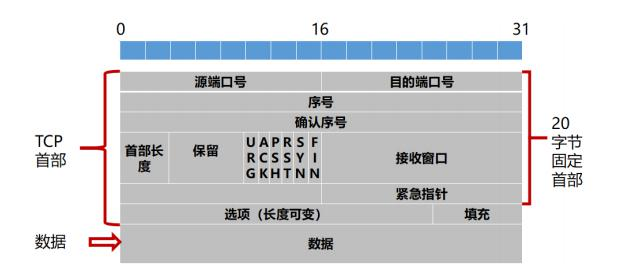 0 16 31
源端口号 目的端口号
序号
确认序号
TCP
首部
首部长
度
保留
U A P R S F
R C S S Y I
G K H T N N
接收窗口
20
字节
固定
首部
紧急指针
选项（长度可变） 填充
数据 数据